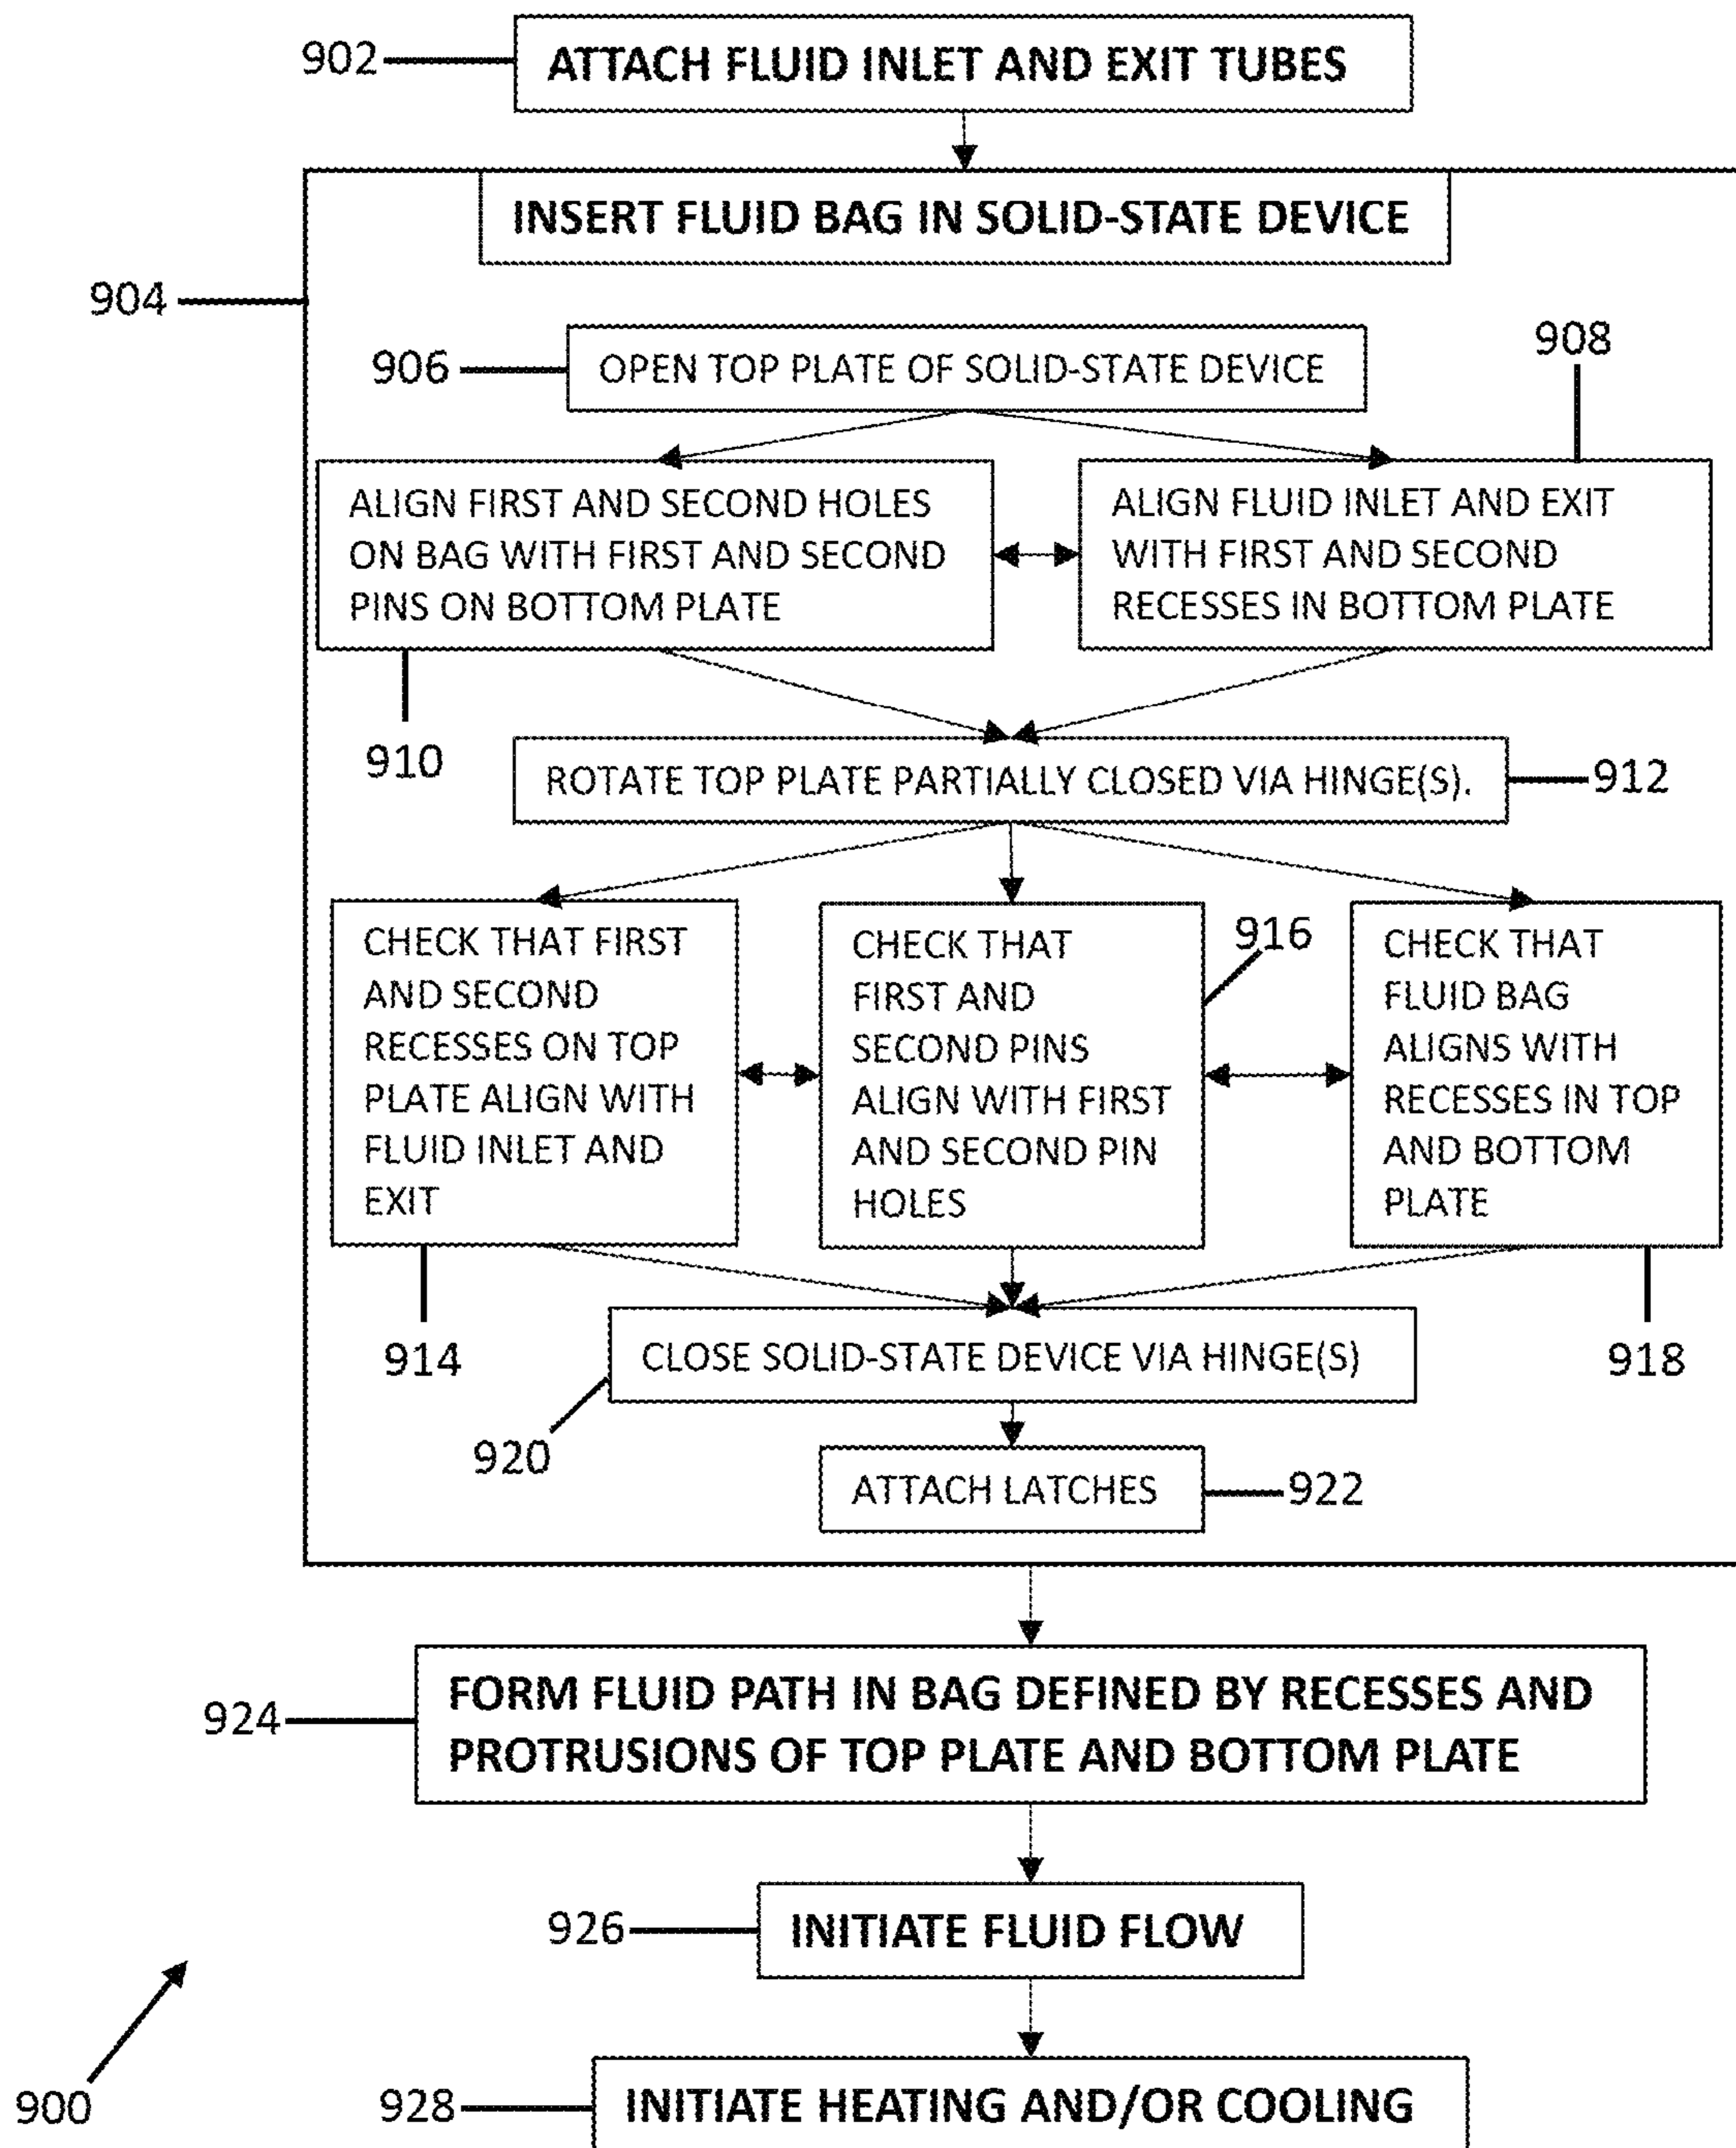 902
ATTACH FLUID INLET AND EXIT TUBES
INSERT FLUID BAG IN SOLID-STATE DEVICE
904
906
OPEN TOP PLATE OF SOLID-STATE DEVICE
908
ALIGN FIRST AND SECOND HOLES
ON BAG WITH FIRST AND SECOND
PINS ON BOTTOM PLATE
ALIGN FLUID INLET AND EXIT
WITH FIRST AND SECOND
RECESSES IN BOTTOM PLATE
910
ROTATE TOP PLATE PARTIALLY CLOSED VIA HINGE(S).
912
CHECK THAT FIRST
AND SECOND
RECESSES ON TOP
PLATE ALIGN WITH
FLUID INLET AND
EXIT
CHECK THAT
FIRST AND
SECOND PINS
ALIGN WITH FIRST
AND SECOND PIN
HOLES
916
CHECK THAT
FLUID BAG
ALIGNS WITH
RECESSES IN TOP
AND BOTTOM
PLATE
914
CLOSE SOLID-STATE DEVICE VIA HINGE(S)
918
920
ATTACH LATCHES
922
924
FORM FLUID PATH IN BAG DEFINED BY RECESSES AND
PROTRUSIONS OF TOP PLATE AND BOTTOM PLATE
926
INITIATE FLUID FLOW
900
928
INITIATE HEATING AND/OR COOLING